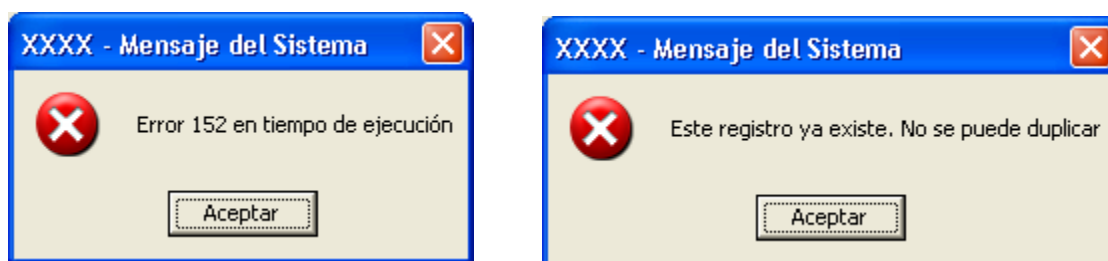 XXXX - Mensaje del Sistema
Error 152 en tiempo de ejecución
Aceptar
XXXX - Mensaje del Sistema
Este registro ya existe. No se puede duplicar
Aceptar